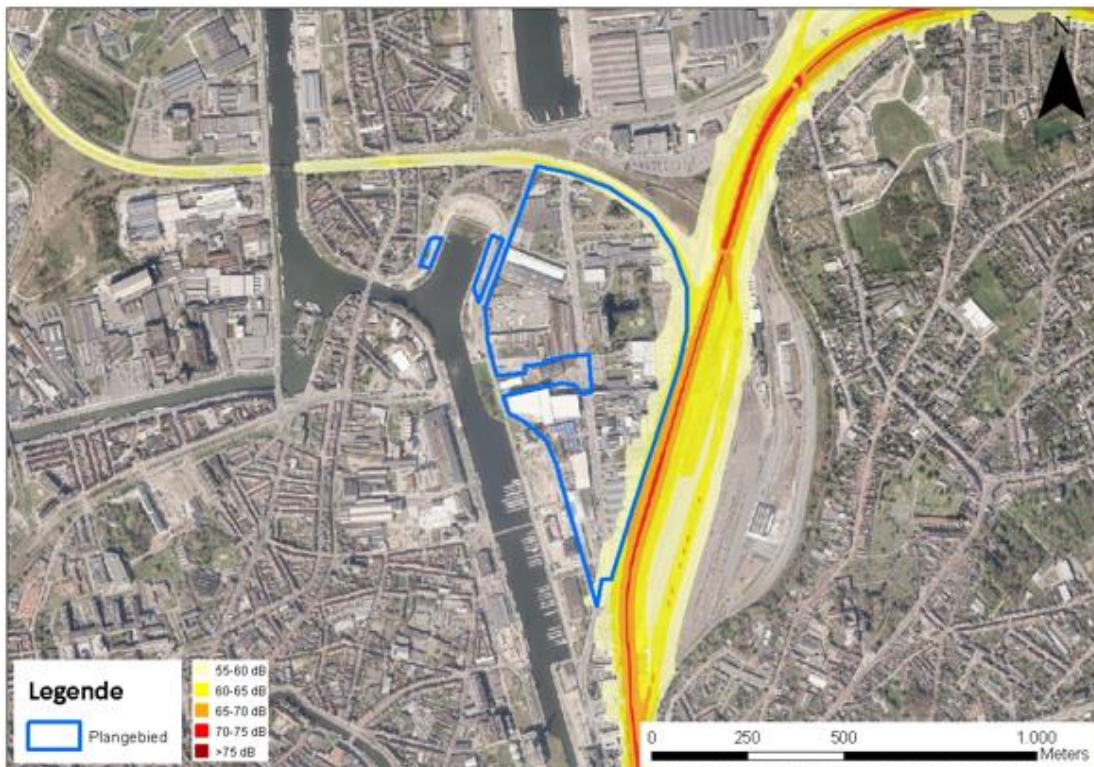 N
Legende
Plangebied
55-60 dB
60-65 dB
65-70 dB
70-75 dB
>75 dB
0 250 500 1.000
Meters